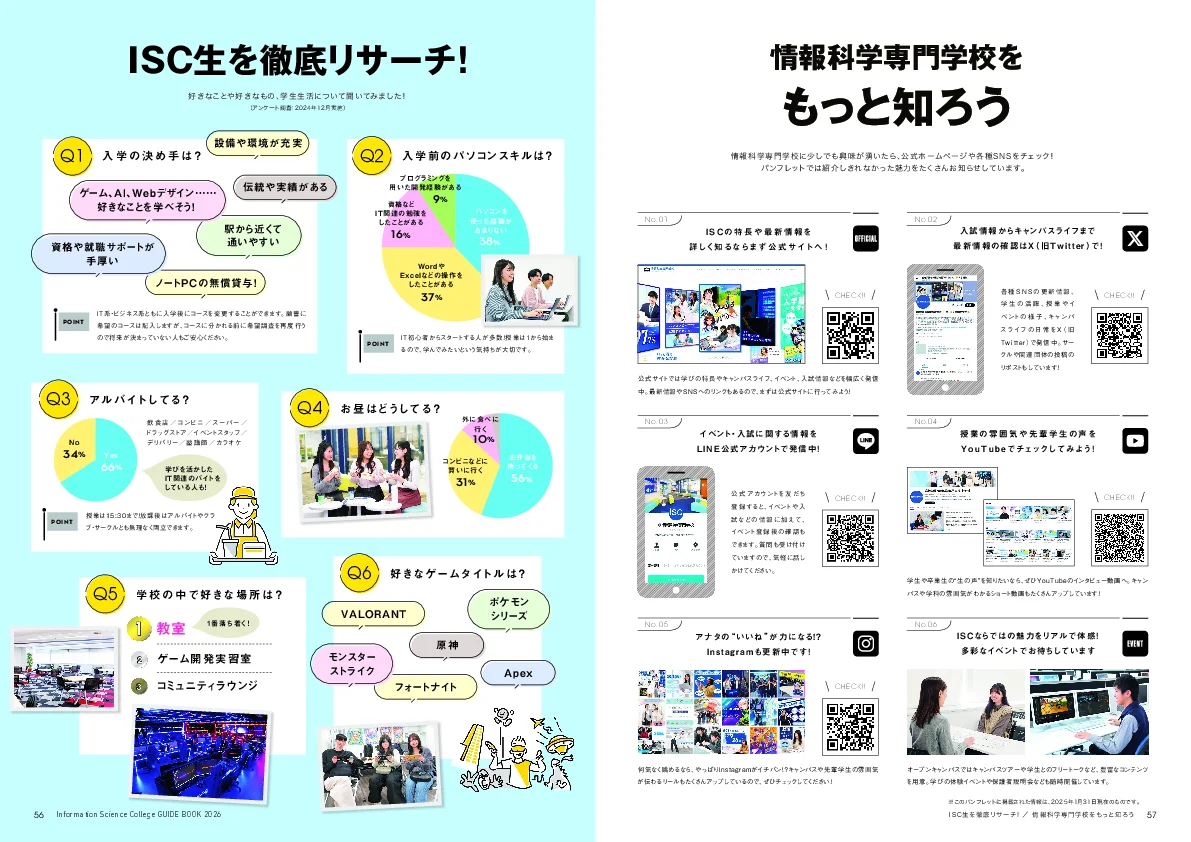 ISC生を徹底リサーチ!
好きなことや好きなもの、学生生活について聞いてみました!
(アンケート調査: 2024年12月実施)
Q1 入学の決め手は?
設備や環境が充実
ゲーム、AI、Webデザイン……
好きなことを学べそう!
伝統や実績がある
駅から近くて
通いやすい
資格や就職サポートが
手厚い
ノートPCの無償貸与!
POINT
IT系・ビジネス系ともに入学後にコースを変更することができます。願書に
希望のコースは記入しますが、コースに分かれる前に希望調査を再度行う
ので将来が決まっていない人もご安心ください。
Q2 入学前のパソコンスキルは?
プログラミングを
用いた開発経験がある
9%
資格など
IT関連の勉強を
したことがある
16%
パソコンを
使った経験が
あまりない
38%
Wordや
Excelなどの操作を
したことがある
37%
POINT
IT初心者からスタートする人が多数!授業は1から始ま
るので、学んでみたいという気持ちが大切です。
Q3 アルバイトしてる?
No
34%
Yes
66%
飲食店／コンビニ／スーパー／
ドラッグストア／イベントスタッフ／
デリバリー／塾講師／カラオケ
学びを活かした
IT関連のバイトを
している人も!
POINT
授業は15:30まで!放課後はアルバイトやクラ
ブ・サークルとも無理なく両立できます。
Q4 お昼はどうしてる?
外に食べに
行く
10%
コンビニなどに
買いに行く
31%
お弁当を
持ってくる
56%
Q5 学校の中で好きな場所は?
1 教室
1番落ち着く!
2 ゲーム開発実習室
3 コミュニティラウンジ
Q6 好きなゲームタイトルは?
VALORANT
ポケモン
シリーズ
原神
モンスター
ストライク
Apex
フォートナイト
56 Information Science College GUIDE BOOK 2026
情報科学専門学校を
もっと知ろう
情報科学専門学校に少しでも興味が湧いたら、公式ホームページや各種SNSをチェック!
パンフレットでは紹介しきれなかった魅力をたくさんお知らせしています。
No.01
ISCの特長や最新情報を
詳しく知るならまず公式サイトへ!
OFFICIAL
CHECK!!
公式サイトでは学びの特長やキャンパスライフ、イベント、入試情報などを幅広く発信
中。最新情報やSNSへのリンクもあるので、まずは公式サイトに行ってみよう!
No.02
入試情報からキャンパスライフまで
最新情報の確認はX(旧Twitter)で!
各種SNSの更新情報、
学生の活躍、授業やイ
ベントの様子、キャンパ
スライフの日常をX(旧
Twitter)で発信中。サー
クルや関連団体の投稿の
リポストもしています!
CHECK!!
No.03
イベント・入試に関する情報を
LINE公式アカウントで発信中!
LINE
ISC
公式アカウントを友だち
登録すると、イベントや入
試などの情報に加えて、
イベント登録後の確認も
できます。質問も受け付け
ていますので、気軽に話し
かけてください。
CHECK!!
No.04
授業の雰囲気や先輩学生の声を
YouTubeでチェックしてみよう!
CHECK!!
学生や卒業生の“生の声”を知りたいなら、ぜひYouTubeのインタビュー動画へ。キャン
パスや学科の雰囲気がわかるショート動画もたくさんアップしています!
No.05
アナタの“いいね”が力になる!?
Instagramも更新中です!
CHECK!!
何気なく眺めるなら、やっぱりInstagramがイチバン!?キャンパスや先輩学生の雰囲気
が伝わるリールもたくさんアップしているので、ぜひチェックしてください!
No.06
ISCならではの魅力をリアルで体感!
多彩なイベントでお待ちしています
EVENT
オープンキャンパスではキャンパスツアーや学生とのフリートークなど、豊富なコンテンツ
を用意。学びの体験イベントや保護者説明会なども随時開催しています。
※このパンフレットに掲載された情報は、2025年1月31日現在のものです。
ISC生を徹底リサーチ! ／ 情報科学専門学校をもっと知ろう 57